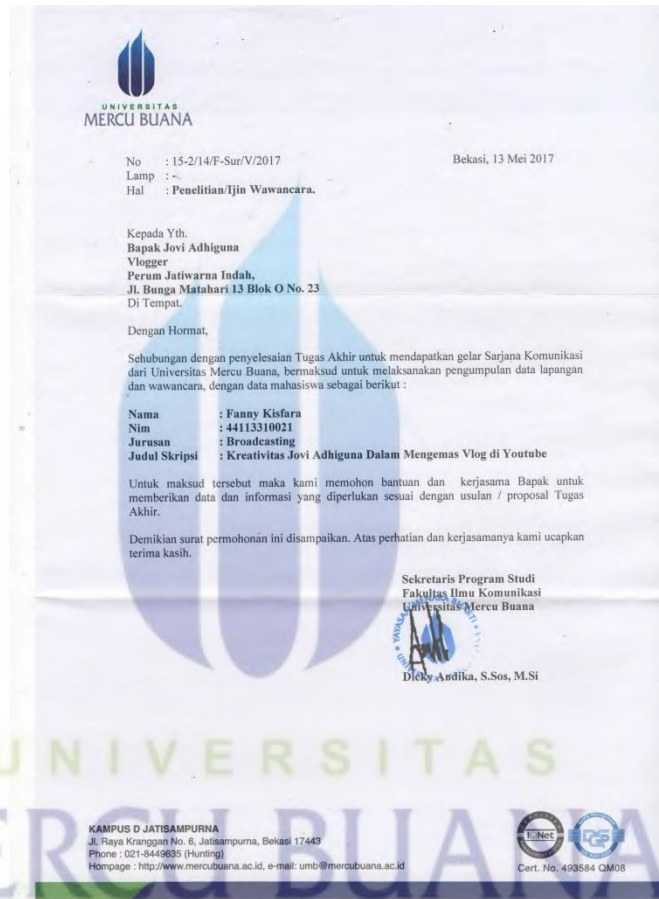 UNIVERSITAS
MERCU BUANA
No : 15-2/14/F-Sur/V/2017 Bekasi, 13 Mei 2017
Lamp : -
Hal : Penelitian/Ijin Wawancara.
Kepada Yth.
Bapak Jovi Adhiguna
Vlogger
Perum Jatiwarna Indah,
Jl. Bunga Matahari 13 Blok O No. 23
Di Tempat.
Dengan Hormat,
Sehubungan dengan penyelesaian Tugas Akhir untuk mendapatkan gelar Sarjana Komunikasi
dari Universitas Mercu Buana, bermaksud untuk melaksanakan pengumpulan data lapangan
dan wawancara, dengan data mahasiswa sebagai berikut :
Nama : Fanny Kisfara
Nim : 44113310021
Jurusan : Broadcasting
Judul Skripsi : Kreativitas Jovi Adhiguna Dalam Mengemas Vlog di Youtube
Untuk maksud tersebut maka kami memohon bantuan dan kerjasama Bapak untuk
memberikan data dan informasi yang diperlukan sesuai dengan usulan / proposal Tugas
Akhir.
Demikian surat permohonan ini disampaikan. Atas perhatian dan kerjasamanya kami ucapkan
terima kasih.
Sekretaris Program Studi
Fakultas Ilmu Komunikasi
Universitas Mercu Buana
Dicky Andika, S.Sos, M.Si
UNIVERSITAS
MERCU BUANA
KAMPUS D JATISAMPURNA
Jl. Raya Kranggan No. 6, Jatisampurna, Bekasi 17443
Phone : 021-8449635 (Hunting)
Hompage : http://www.mercubuana.ac.id, e-mail: umb@mercubuana.ac.id
IQNet
Cert. No. 493584 QM08